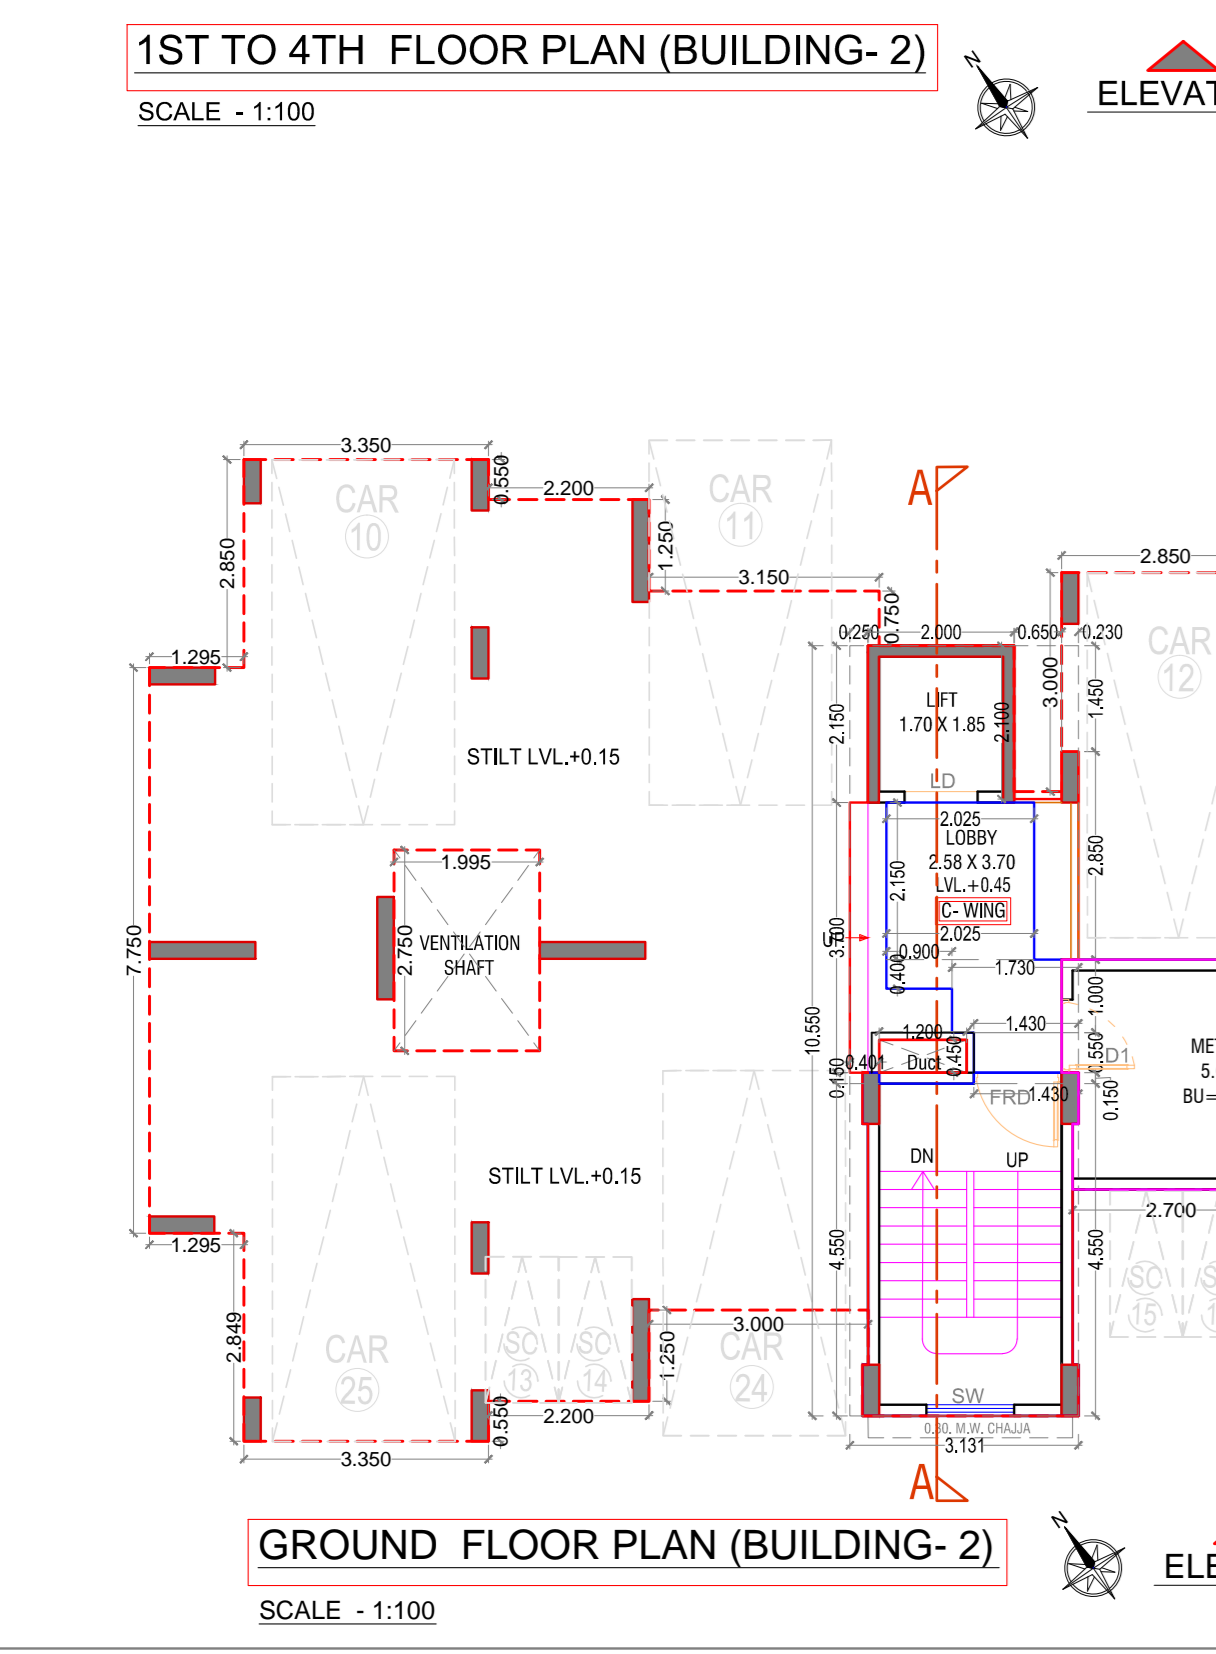 1ST TO 4TH FLOOR PLAN (BUILDING- 2)
SCALE - 1:100
N
3.350
0.550
2.200
CAR
10
CAR
11
A
2.850
1.250
2.850
3.150
0.750
0.250
2.000
0.650
0.230
CAR
12
1.295
3.000
1.450
2.150
LIFT
1.70 X 1.85
2.100
STILT LVL.+0.15
LD
2.025
LOBBY
2.58 X 3.70
LVL.+0.45
C- WING
2.150
2.850
1.995
2.750
VENTILATION
SHAFT
7.750
3.700
2.025
0.900
0.400
1.730
1.000
10.550
1.200
1.430
0.550
D1
0.150
0.401
Duct
0.450
FRD
1.430
0.150
DN
UP
STILT LVL.+0.15
2.700
1.295
4.550
4.550
SC
13
SC
14
SC
15
2.849
CAR
25
3.000
1.250
CAR
24
SW
2.200
0.550
3.350
0.80. M.W. CHAJJA
3.131
A
GROUND FLOOR PLAN (BUILDING- 2)
N
SCALE - 1:100